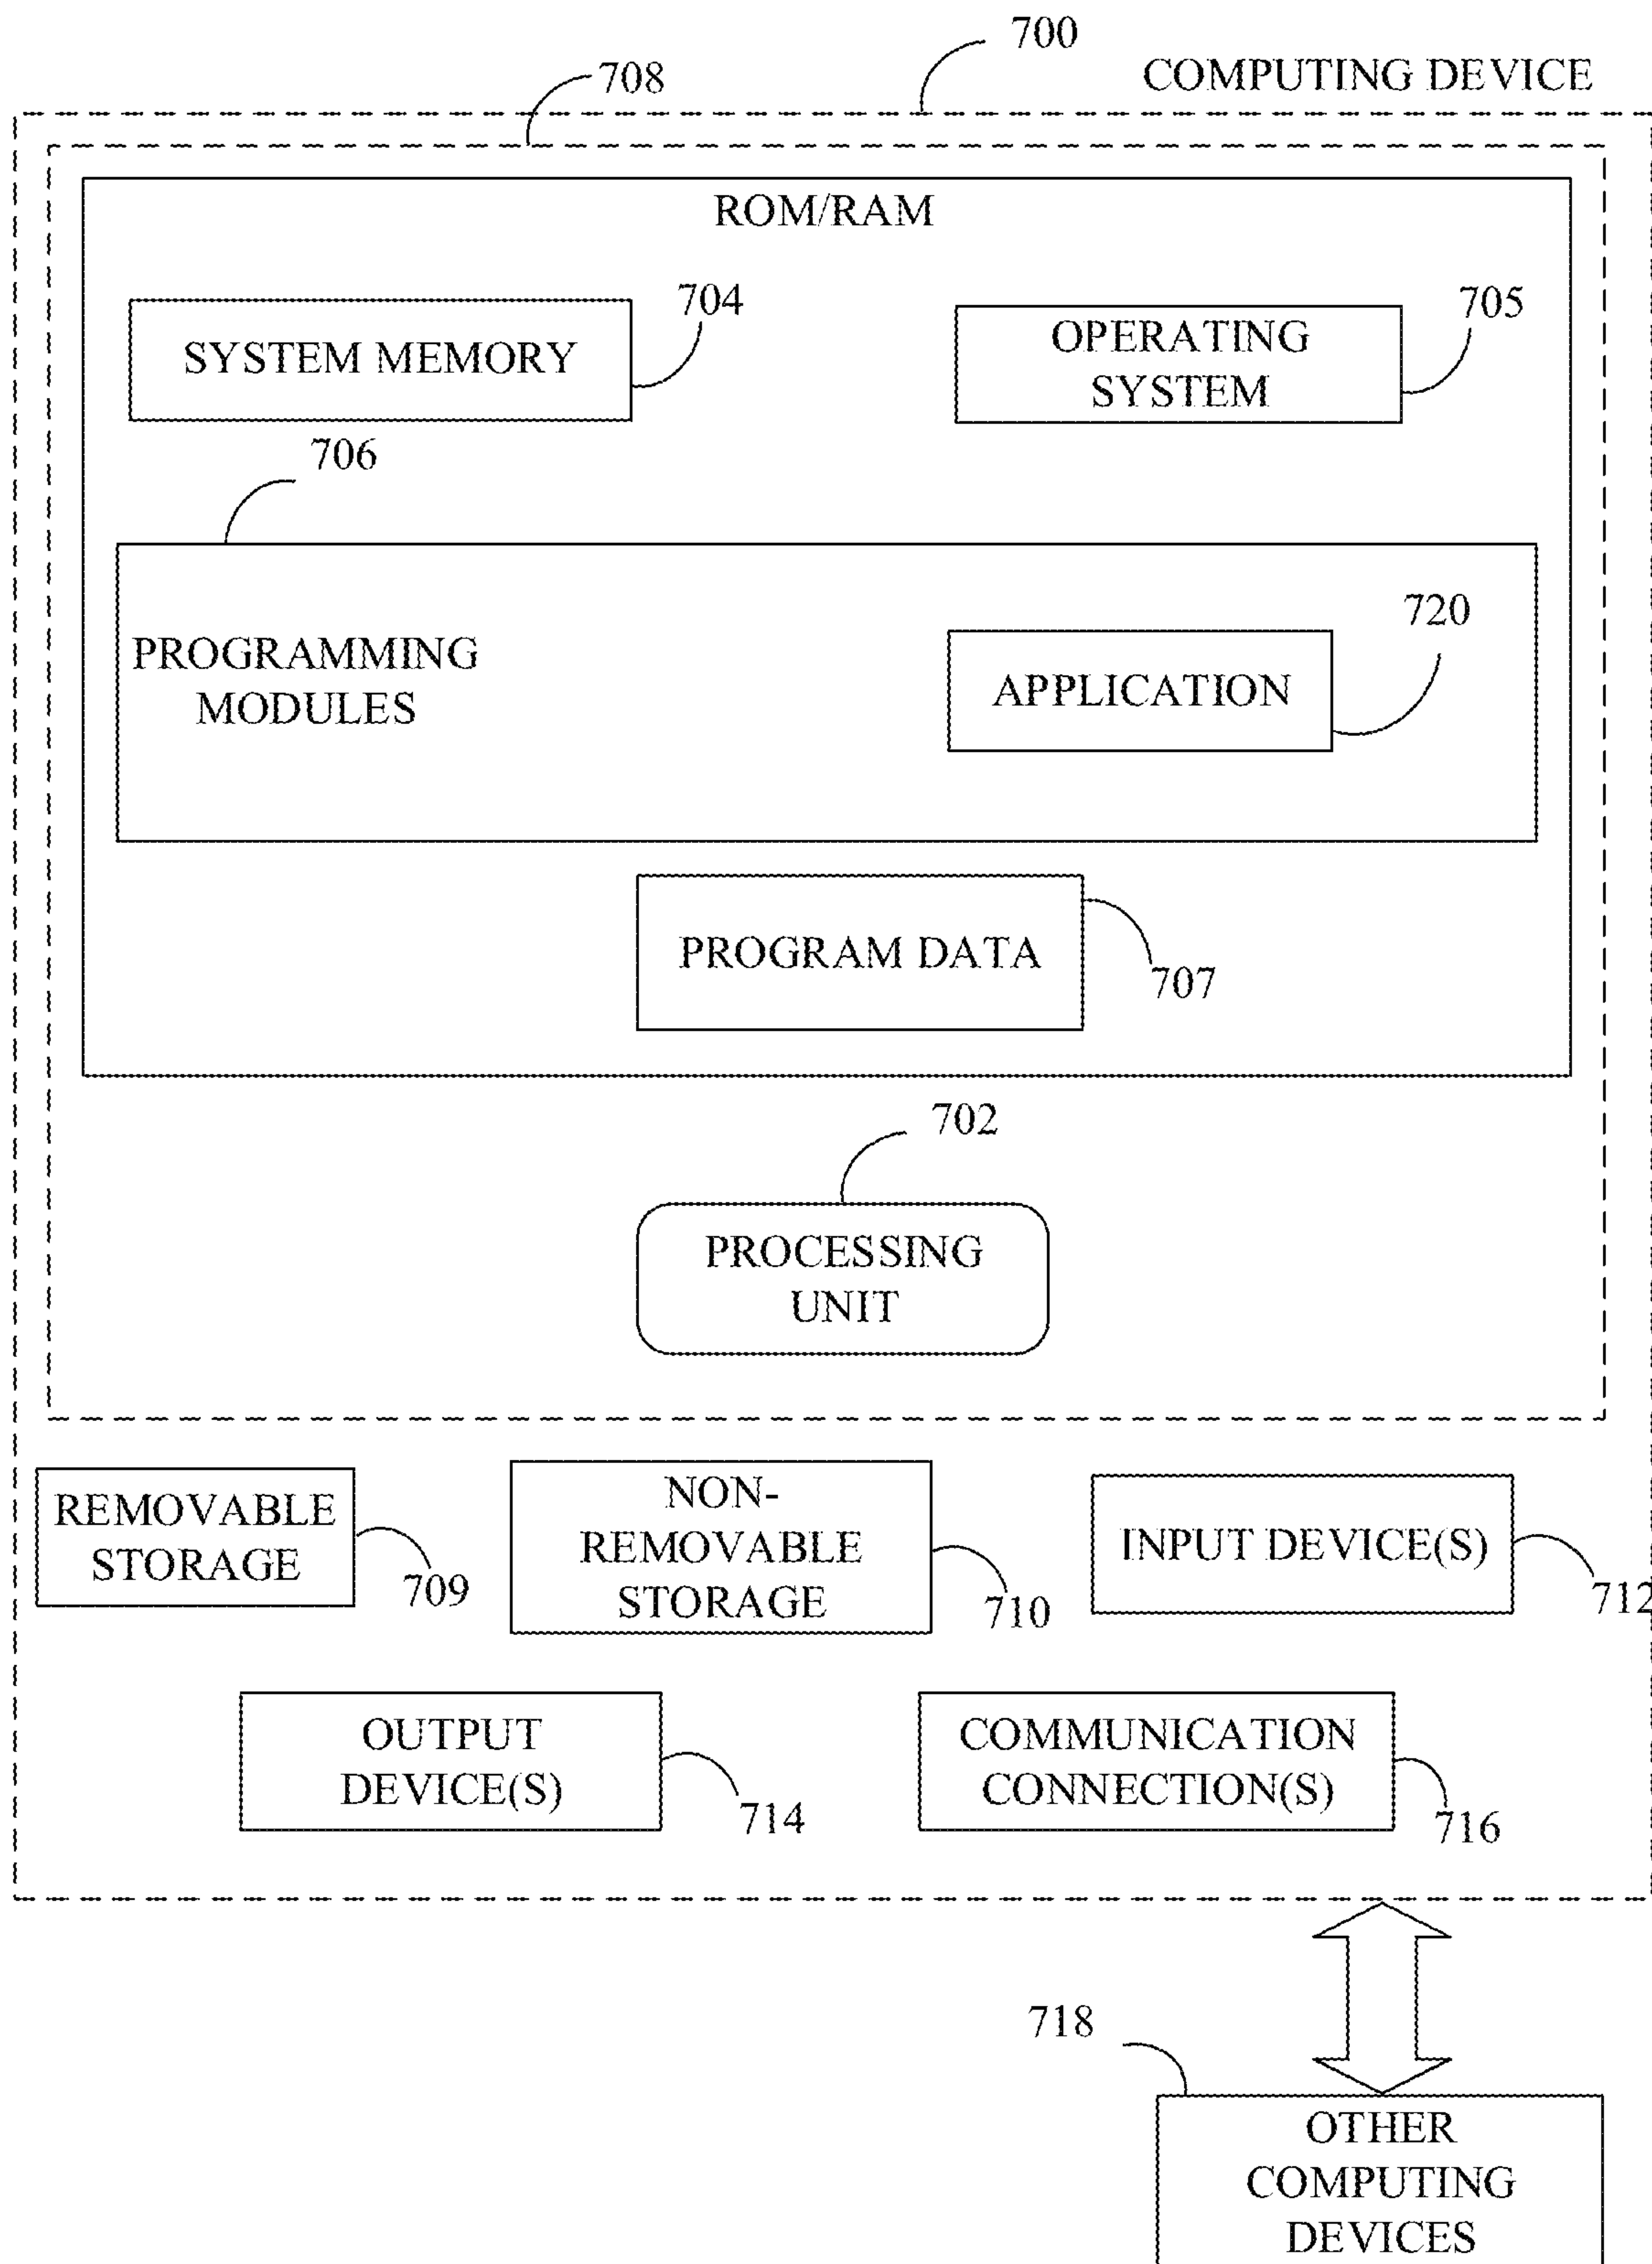 700
COMPUTING DEVICE
708
ROM/RAM
704
SYSTEM MEMORY
705
OPERATING
SYSTEM
706
PROGRAMMING
MODULES
720
APPLICATION
PROGRAM DATA
707
702
PROCESSING
UNIT
REMOVABLE
STORAGE
709
NON-
REMOVABLE
STORAGE
710
INPUT DEVICE(S)
712
OUTPUT
DEVICE(S)
714
COMMUNICATION
CONNECTION(S)
716
718
OTHER
COMPUTING
DEVICES